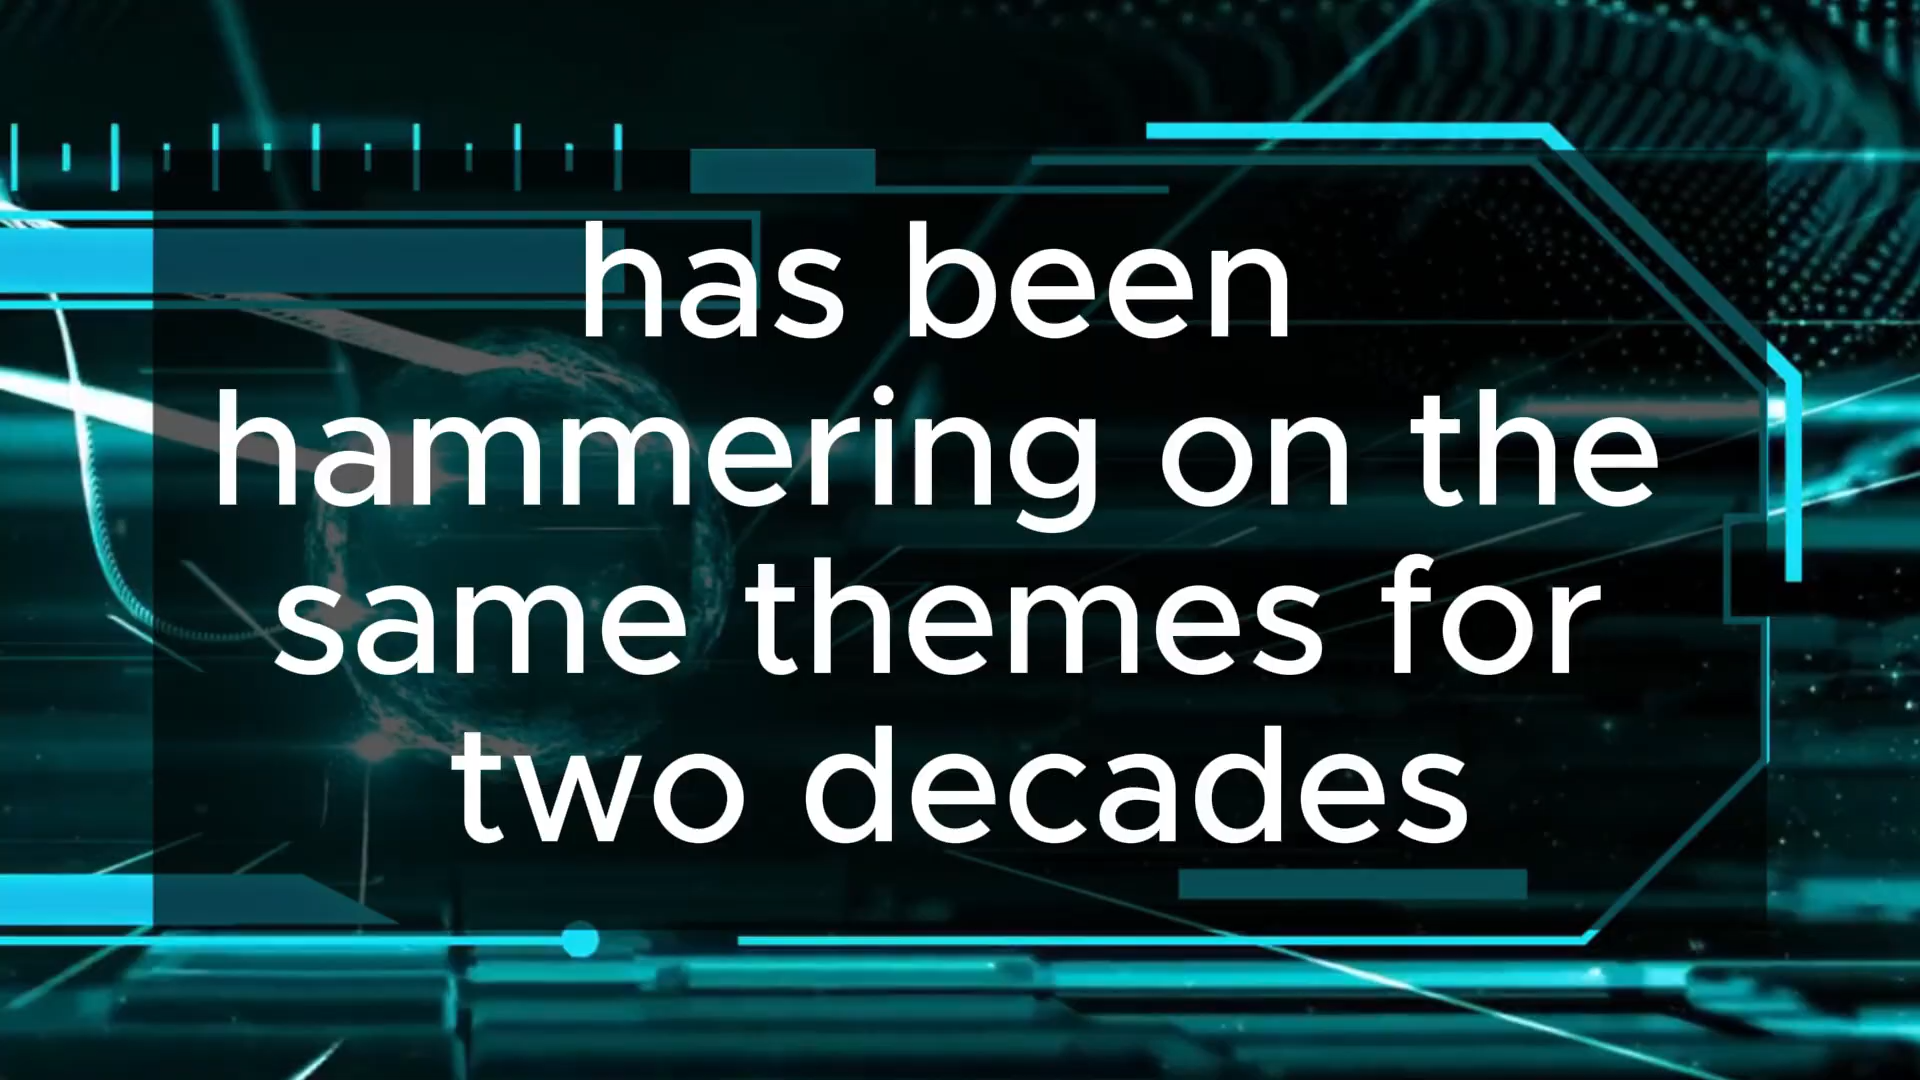 has been
hammering on the
same themes for
two decades